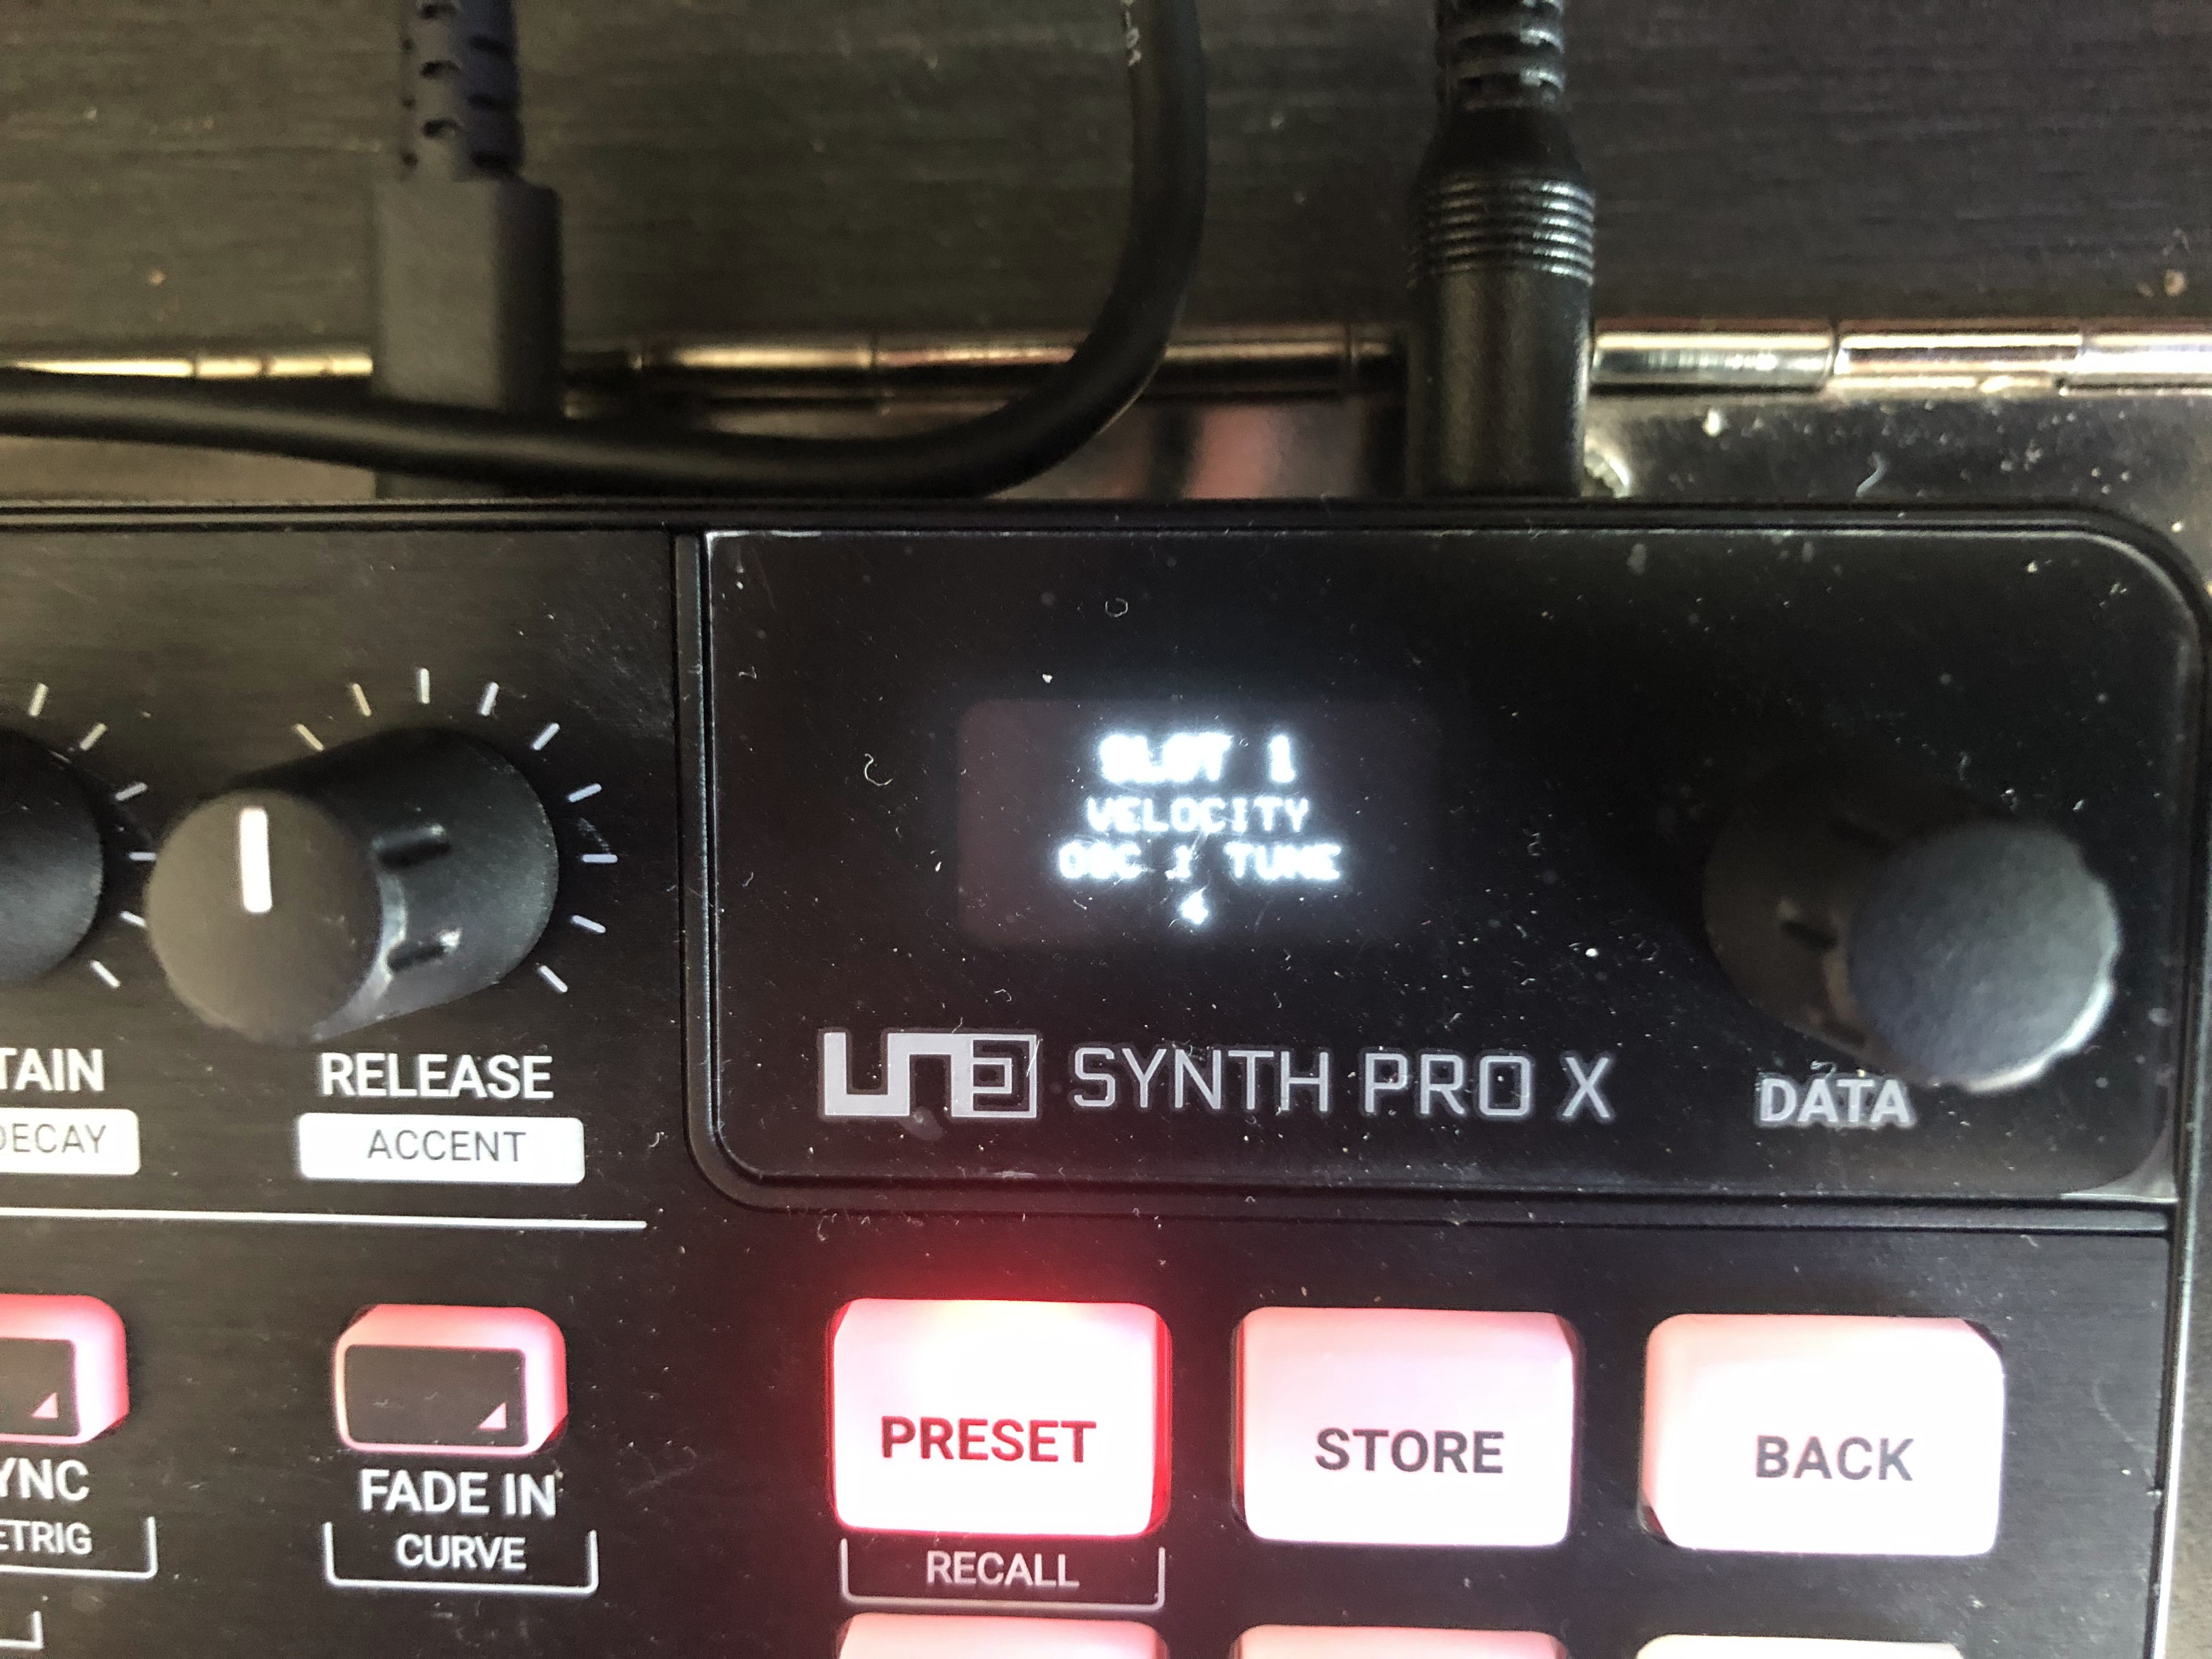 SLOT 1
VELOCITY
OSC 1 TUNE
4
UNO SYNTH PRO X
DATA
TAIN
DECAY
RELEASE
ACCENT
YNC
ETRIG
FADE IN
CURVE
PRESET
STORE
BACK
RECALL